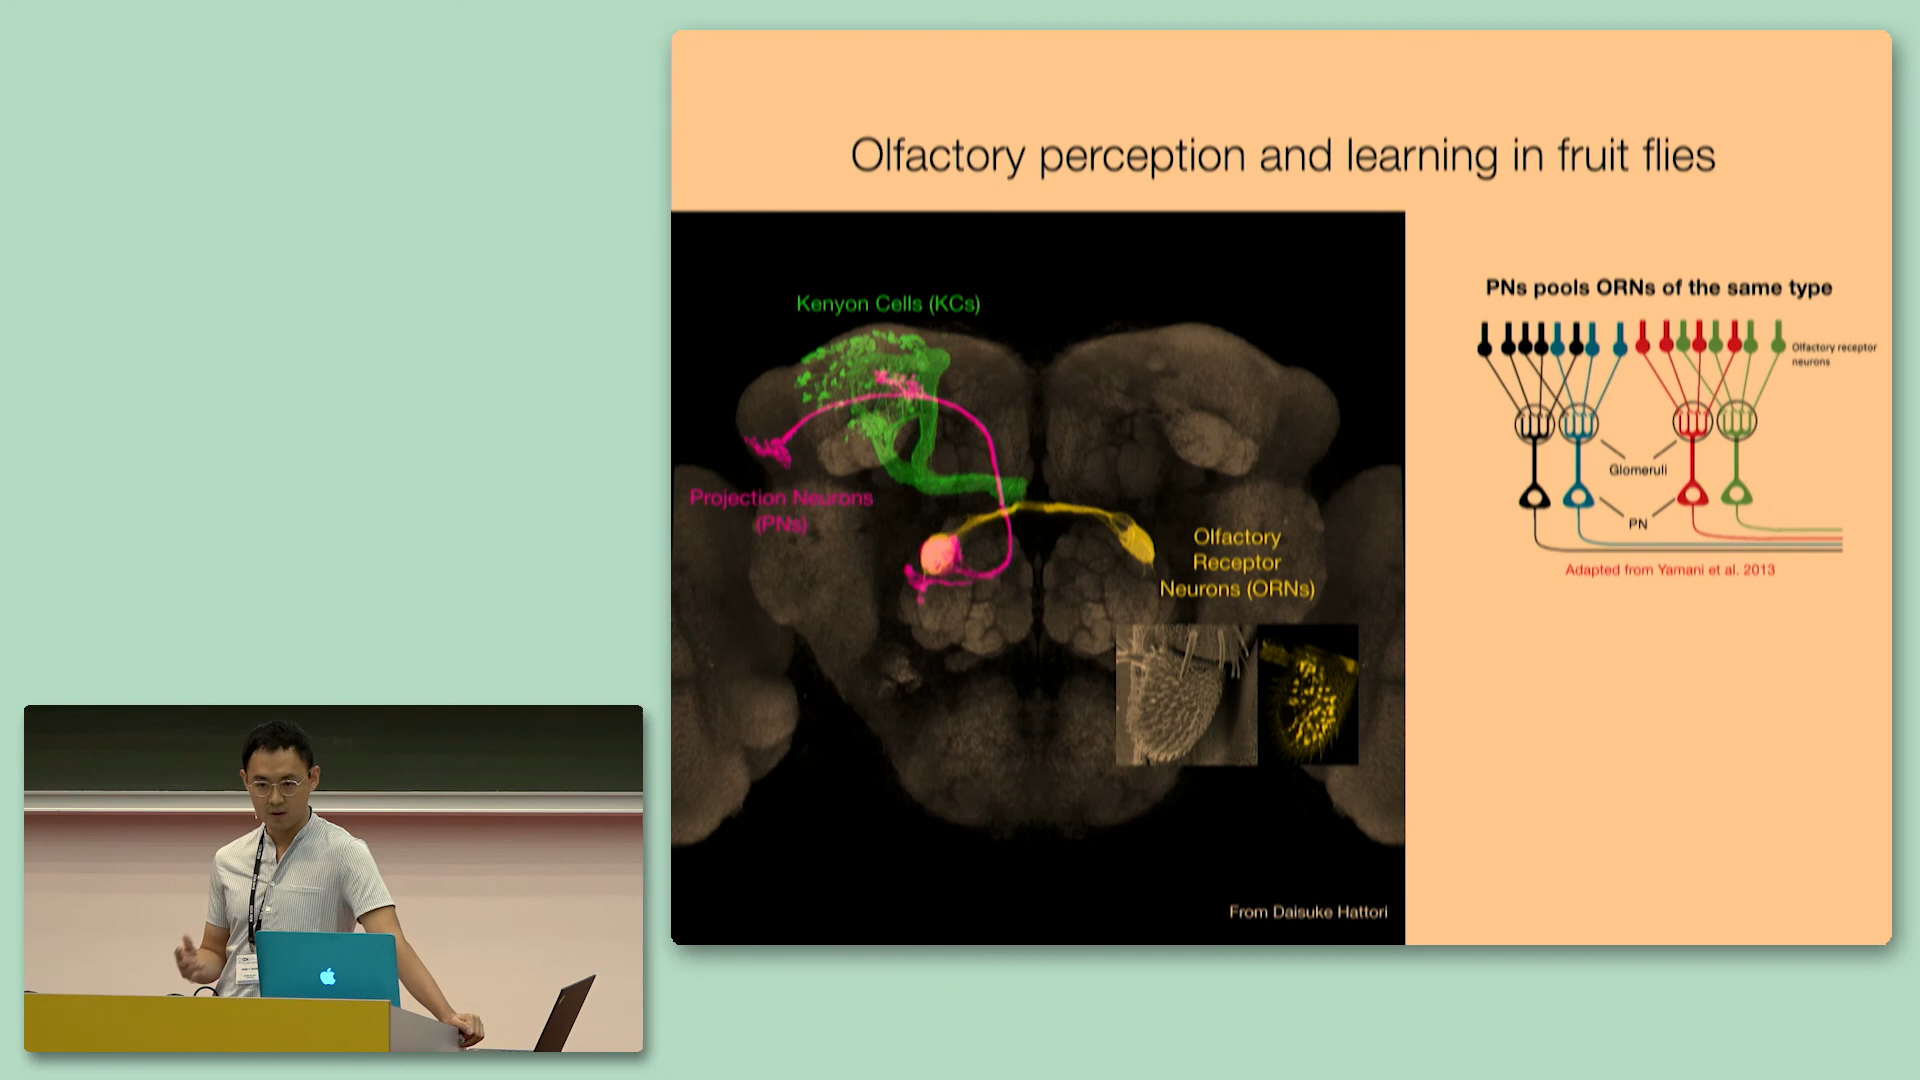 Olfactory perception and learning in fruit flies
Kenyon Cells (KCs)
Projection Neurons
(PNs)
Olfactory
Receptor
Neurons (ORNs)
From Daisuke Hattori
PNs pools ORNs of the same type
Olfactory receptor
neurons
Glomeruli
PN
Adapted from Yamani et al. 2013